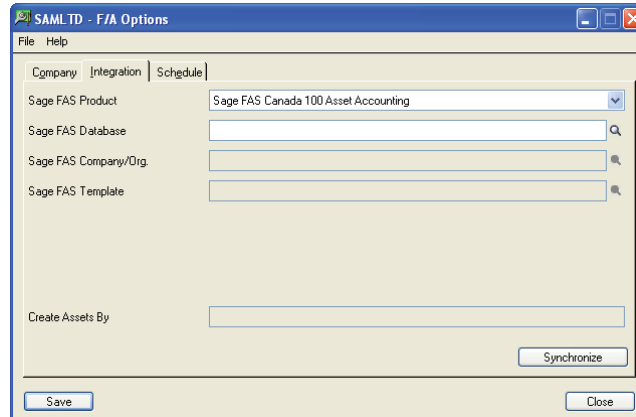 SAMLTD - F/A Options
File Help
Company Integration Schedule
Sage FAS Product Sage FAS Canada 100 Asset Accounting
Sage FAS Database
Sage FAS Company/Org.
Sage FAS Template
Create Assets By
Synchronize
Save Close